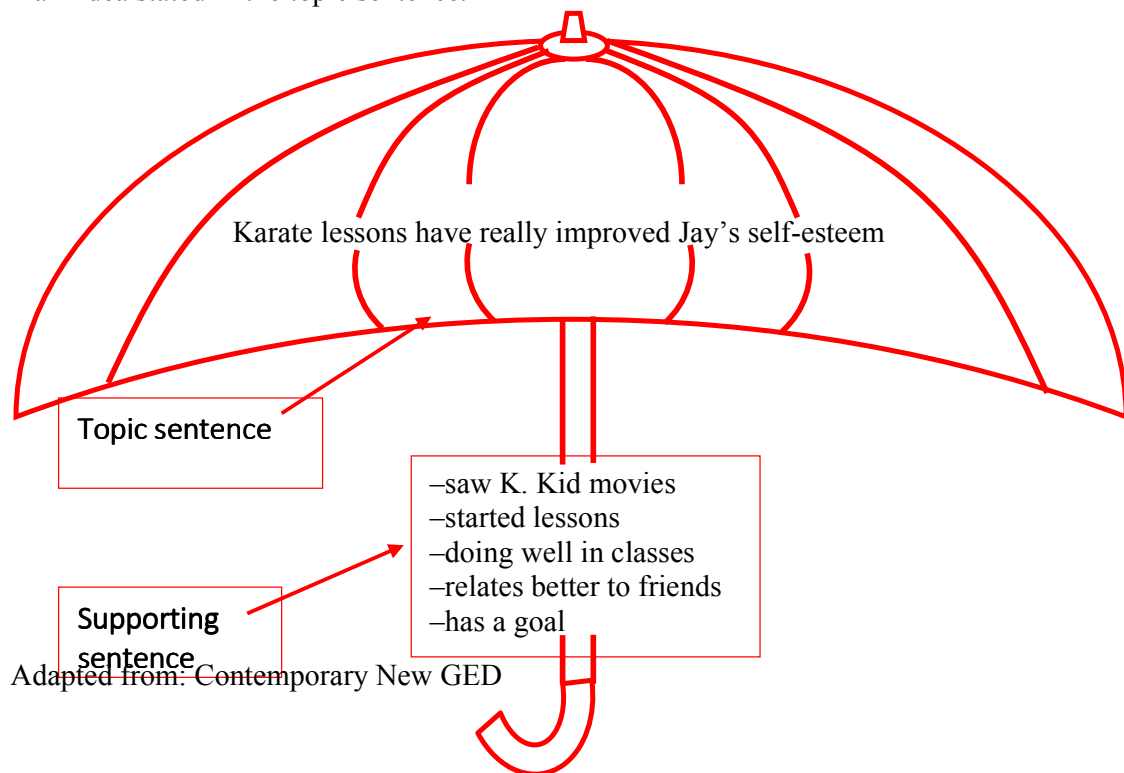 Karate lessons have really improved Jay’s self-esteem
Topic sentence
–saw K. Kid movies
–started lessons
–doing well in classes
–relates better to friends
–has a goal
Supporting
sentence
Adapted from: Contemporary New GED